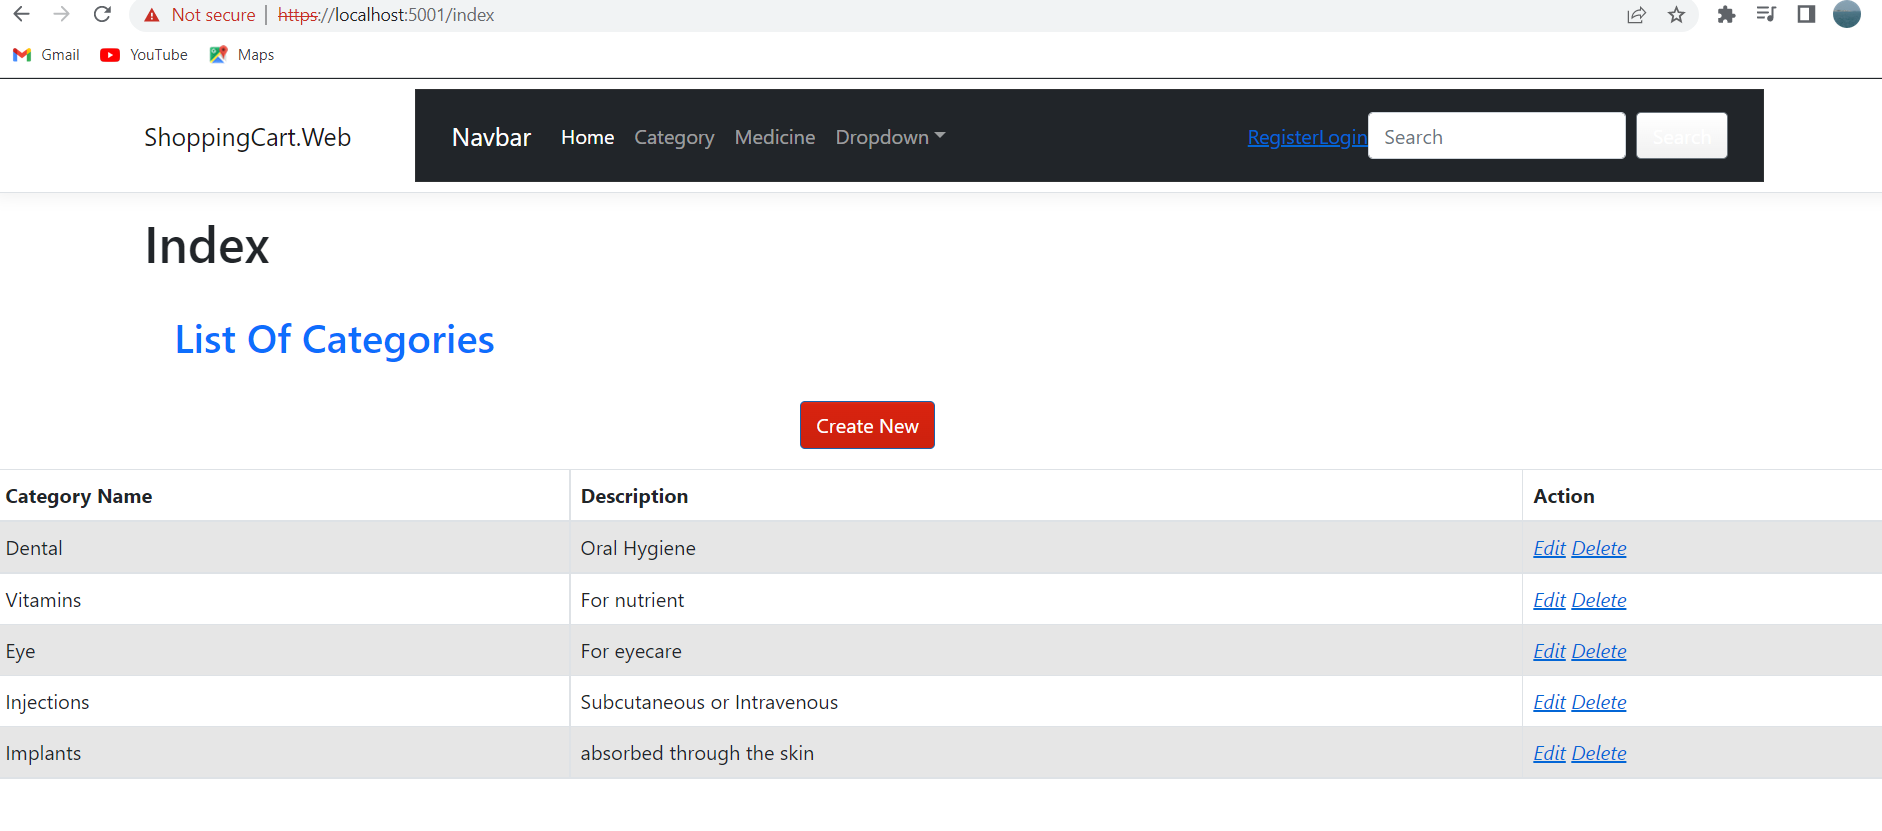 Not secure | https://localhost:5001/index
Gmail YouTube Maps
ShoppingCart.Web Navbar Home Category Medicine Dropdown RegisterLogin Search Search
Index
List Of Categories
Create New
Category Name Description Action
Dental Oral Hygiene Edit Delete
Vitamins For nutrient Edit Delete
Eye For eyecare Edit Delete
Injections Subcutaneous or Intravenous Edit Delete
Implants absorbed through the skin Edit Delete